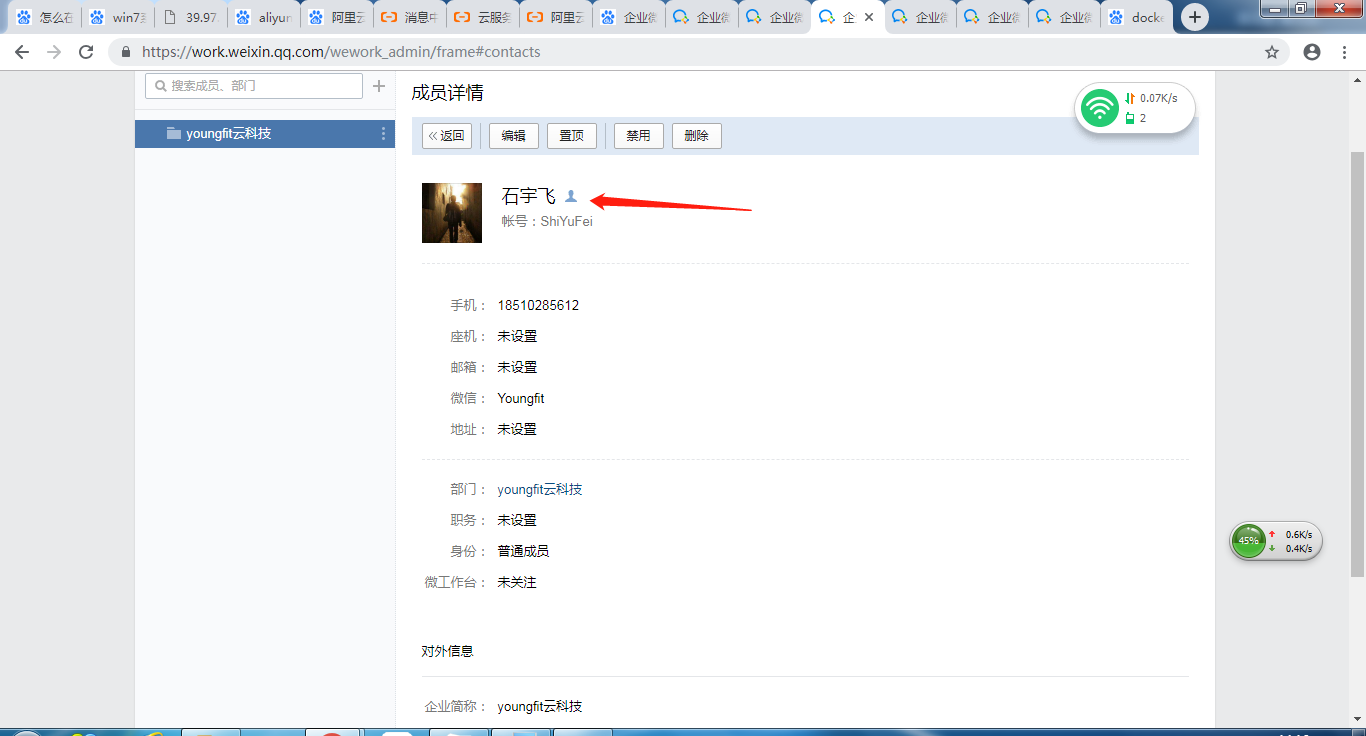 怎么在 win7 39.97. aliyun 阿里云 消息中 云服务 阿里云 企业微 企业微 企业微 企 企业微 企业微 企业微 docke
https://work.weixin.qq.com/wework_admin/frame#contacts
搜索成员、部门
成员详情
0.07K/s
2
youngfit云科技
返回 编辑 置顶 禁用 删除
石宇飞
帐号：ShiYuFei
手机： 18510285612
座机： 未设置
邮箱： 未设置
微信： Youngfit
地址： 未设置
部门： youngfit云科技
职务： 未设置
45% 0.6K/s
0.4K/s
身份： 普通成员
微工作台： 未关注
对外信息
企业简称： youngfit云科技